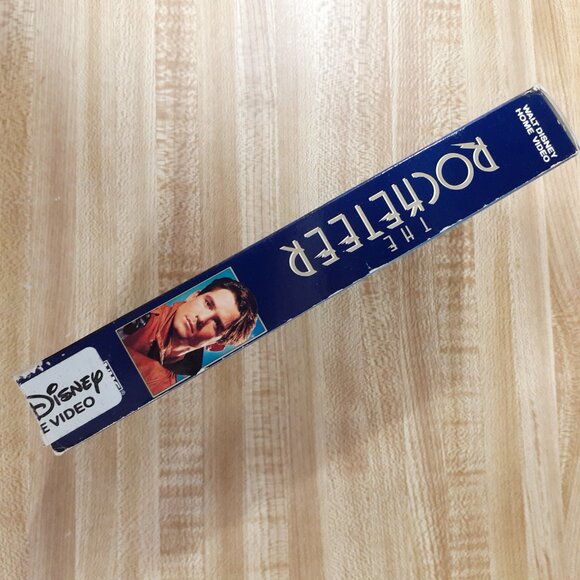 WALT DISNEY
HOME VIDEO
THE
ROCKETEER
DISNEY
E VIDEO